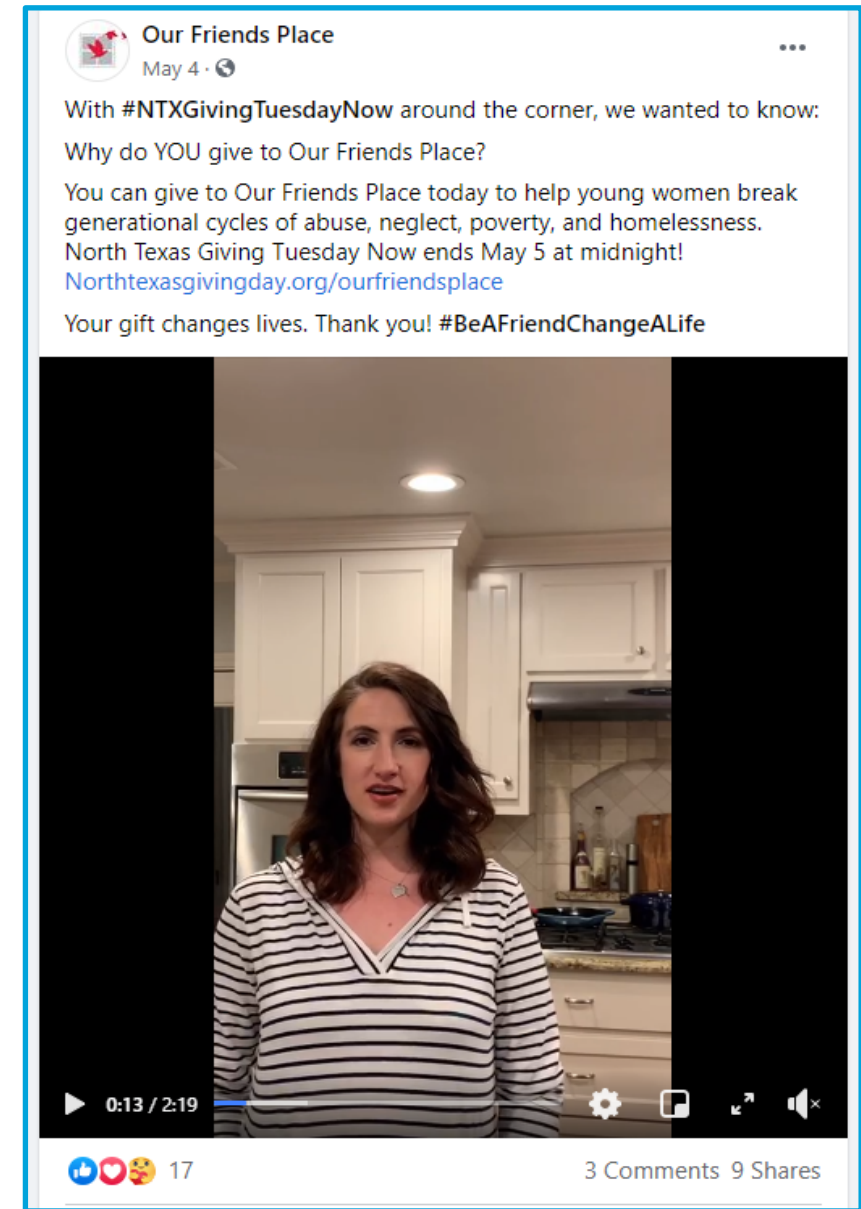 Our Friends Place
May 4 ·
With #NTXGivingTuesdayNow around the corner, we wanted to know:
Why do YOU give to Our Friends Place?
You can give to Our Friends Place today to help young women break
generational cycles of abuse, neglect, poverty, and homelessness.
North Texas Giving Tuesday Now ends May 5 at midnight!
Northtexasgivingday.org/ourfriendsplace
Your gift changes lives. Thank you! #BeAFriendChangeALife
0:13 / 2:19
17
3 Comments 9 Shares